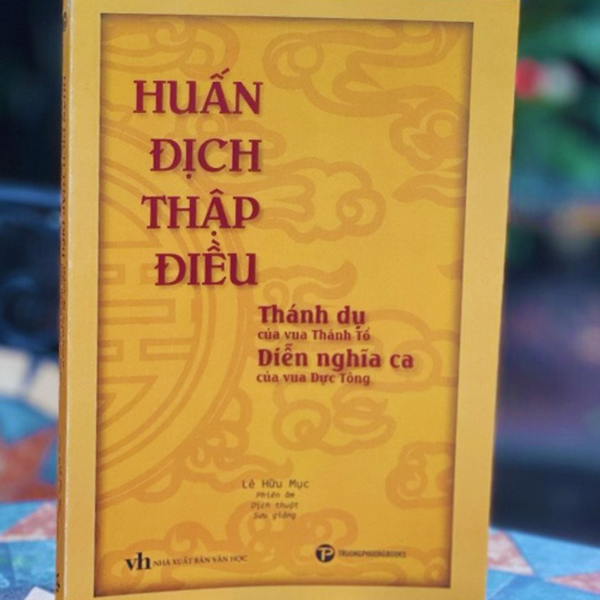 HUẤN
ĐỊCH
THẬP
ĐIỀU
Thánh dụ
của vua Thánh Tổ
Diễn nghĩa ca
của vua Dực Tông
Lê Hữu Mục
Phiên âm
Dịch thuật
Sưu giảng
vh NHÀ XUẤT BẢN VĂN HỌC
TP TRUONGPHUONGBOOKS